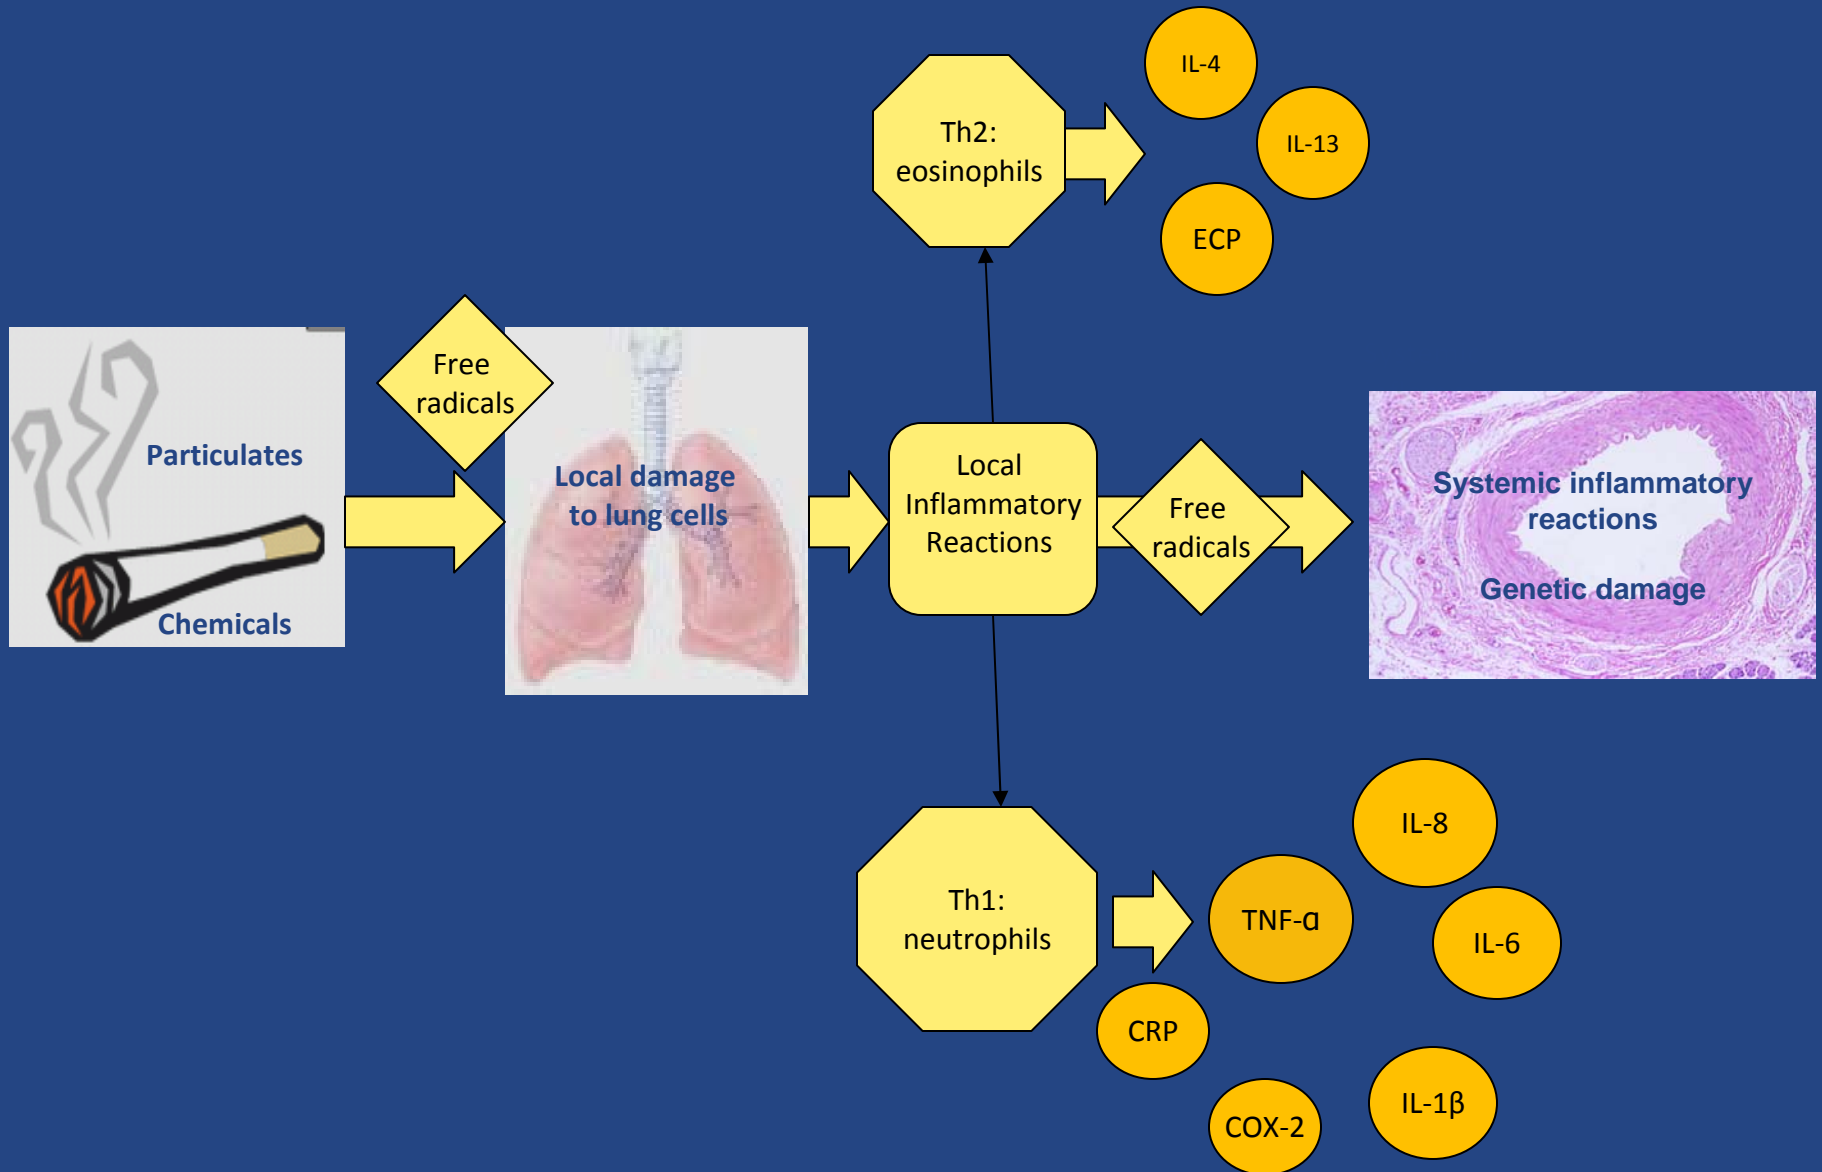 IL-4
Th2:
eosinophils
IL-13
ECP
Free
radicals
Particulates
Chemicals
Local damage
to lung cells
Local
Inflammatory
Reactions
Free
radicals
Systemic inflammatory
reactions
Genetic damage
Th1:
neutrophils
IL-8
TNF-α
IL-6
CRP
COX-2
IL-1β